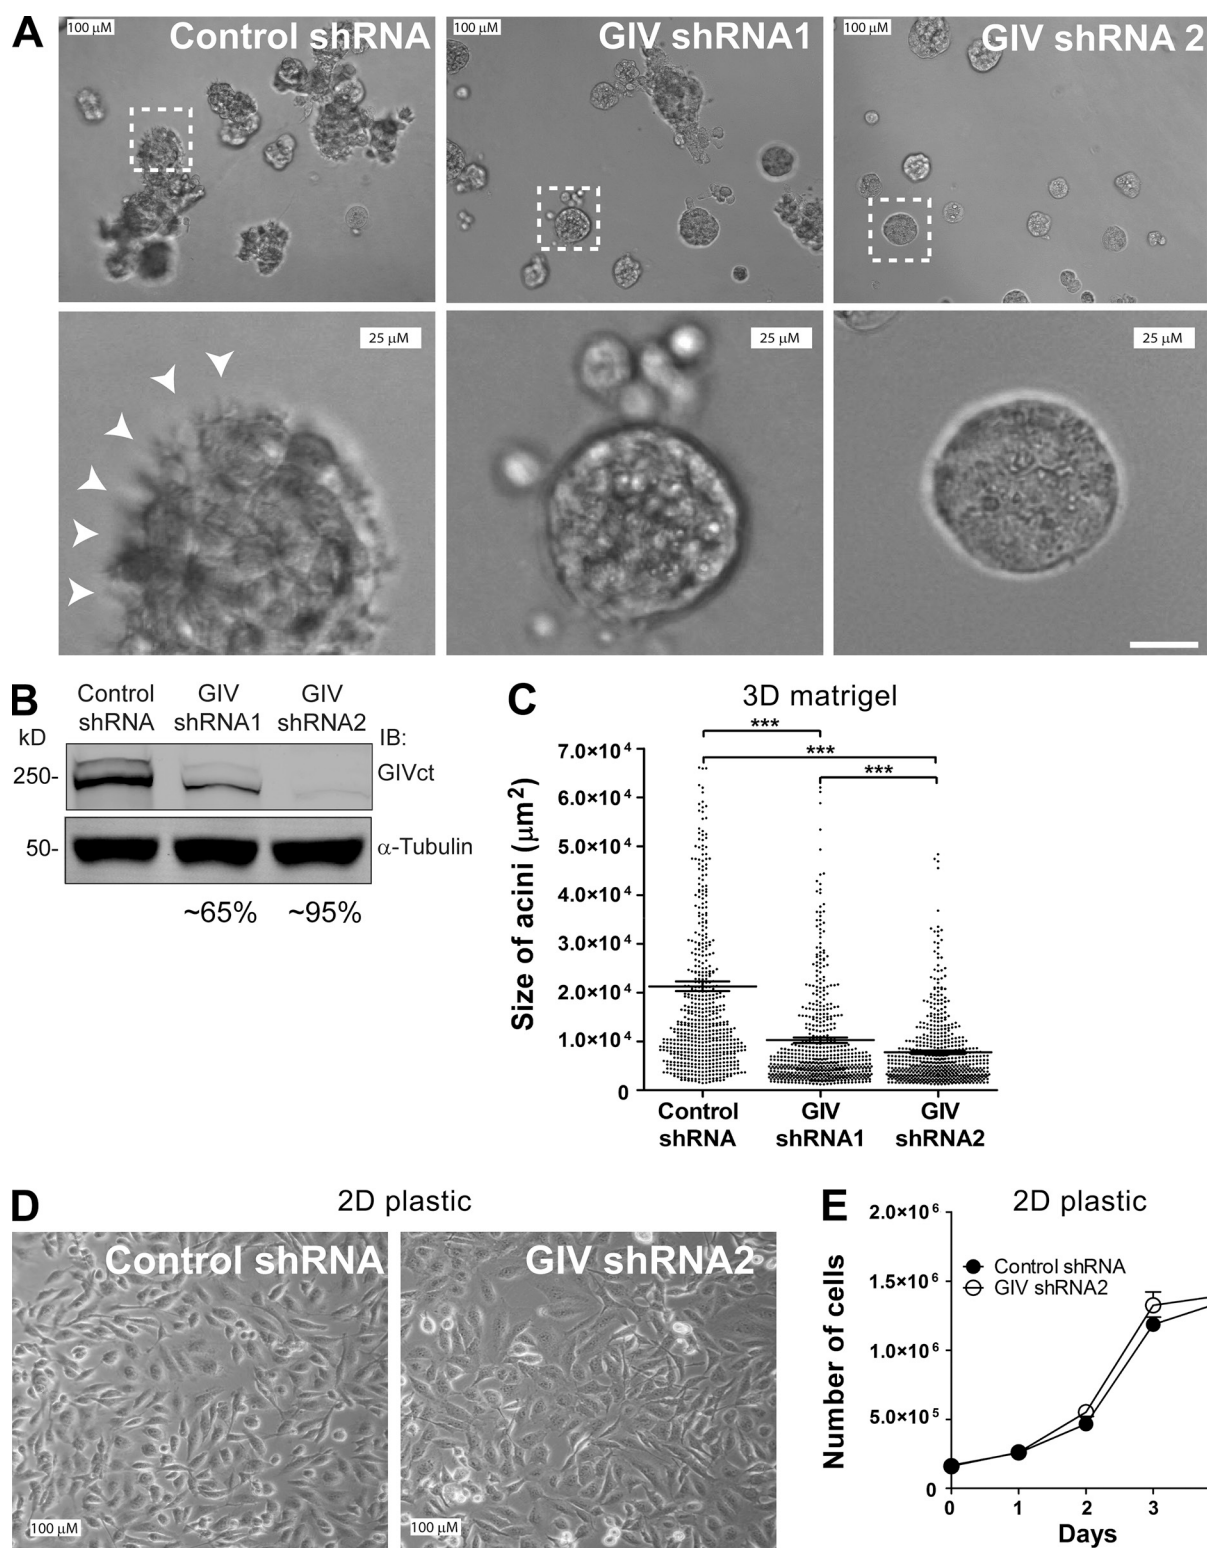 A
100 µM
Control shRNA
100 µM
GIV shRNA1
100 µM
GIV shRNA 2
25 µM
25 µM
25 µM
B
Control shRNA
GIV shRNA1
GIV shRNA2
kD
IB:
250-
GIVct
50-
α-Tubulin
~65%
~95%
C
3D matrigel
***
***
***
Size of acini (µm²)
7.0×10⁴
6.0×10⁴
5.0×10⁴
4.0×10⁴
3.0×10⁴
2.0×10⁴
1.0×10⁴
0
Control shRNA
GIV shRNA1
GIV shRNA2
D
2D plastic
Control shRNA
GIV shRNA2
100 µM
100 µM
E
2D plastic
Number of cells
2.0×10⁶
1.5×10⁶
1.0×10⁶
5.0×10⁵
0
Control shRNA
GIV shRNA2
0 1 2 3
Days